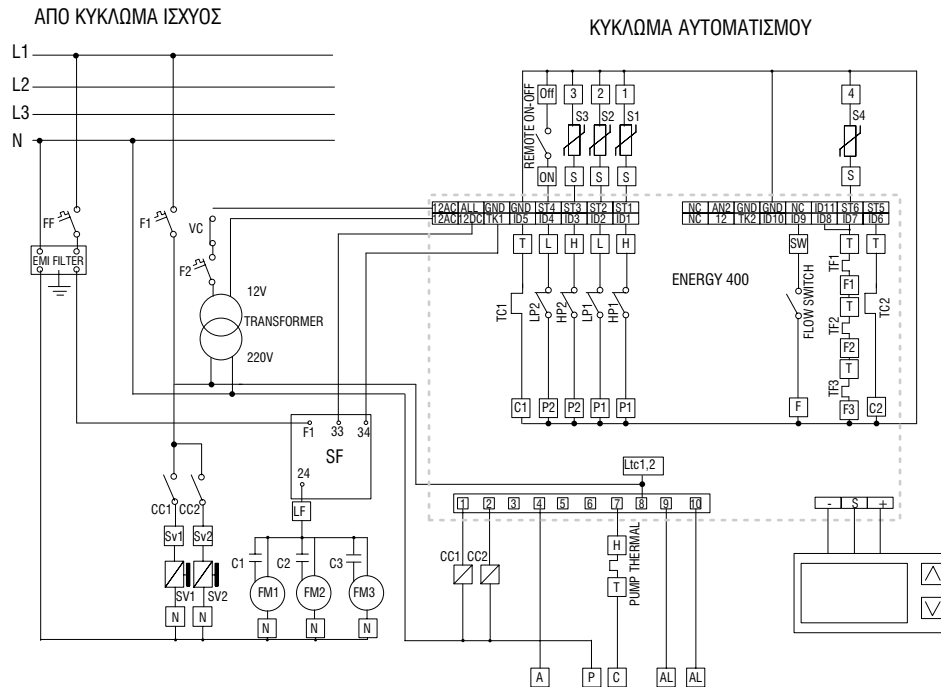 ΑΠΟ ΚΥΚΛΩΜΑ ΙΣΧΥΟΣ
ΚΥΚΛΩΜΑ ΑΥΤΟΜΑΤΙΣΜΟΥ
L1
L2
L3
N
REMOTE ON-OFF
Off 3 2 1 4
S3 S2 S1 S4
ON S S S S
12AC ALL GND GND ST4 ST3 ST2 ST1
12AC 12DC TK1 ID5 ID4 ID3 ID2 ID1
NC AN2 GND GND NC ID11 ST6 ST5
NC 12 TK2 ID10 ID9 ID8 ID7 ID6
FF
F1
VC
F2
EMI FILTER
12V
TRANSFORMER
220V
T L H L H
SW T T
TC1 LP2 HP2 LP1 HP1
ENERGY 400
FLOW SWITCH
TF1
F1
T
TF2
F2
T
TF3
F3
TC2
C1 P2 P2 P1 P1
F
C2
F1 33 34
SF
24
LF
Ltc1,2
1 2 3 4 5 6 7 8 9 10
- S +
CC1 CC2
Sv1 Sv2
SV1 SV2
N N
C1 C2 C3
FM1 FM2 FM3
N N N
CC1 CC2
H
PUMP THERMAL
T
A P C AL AL